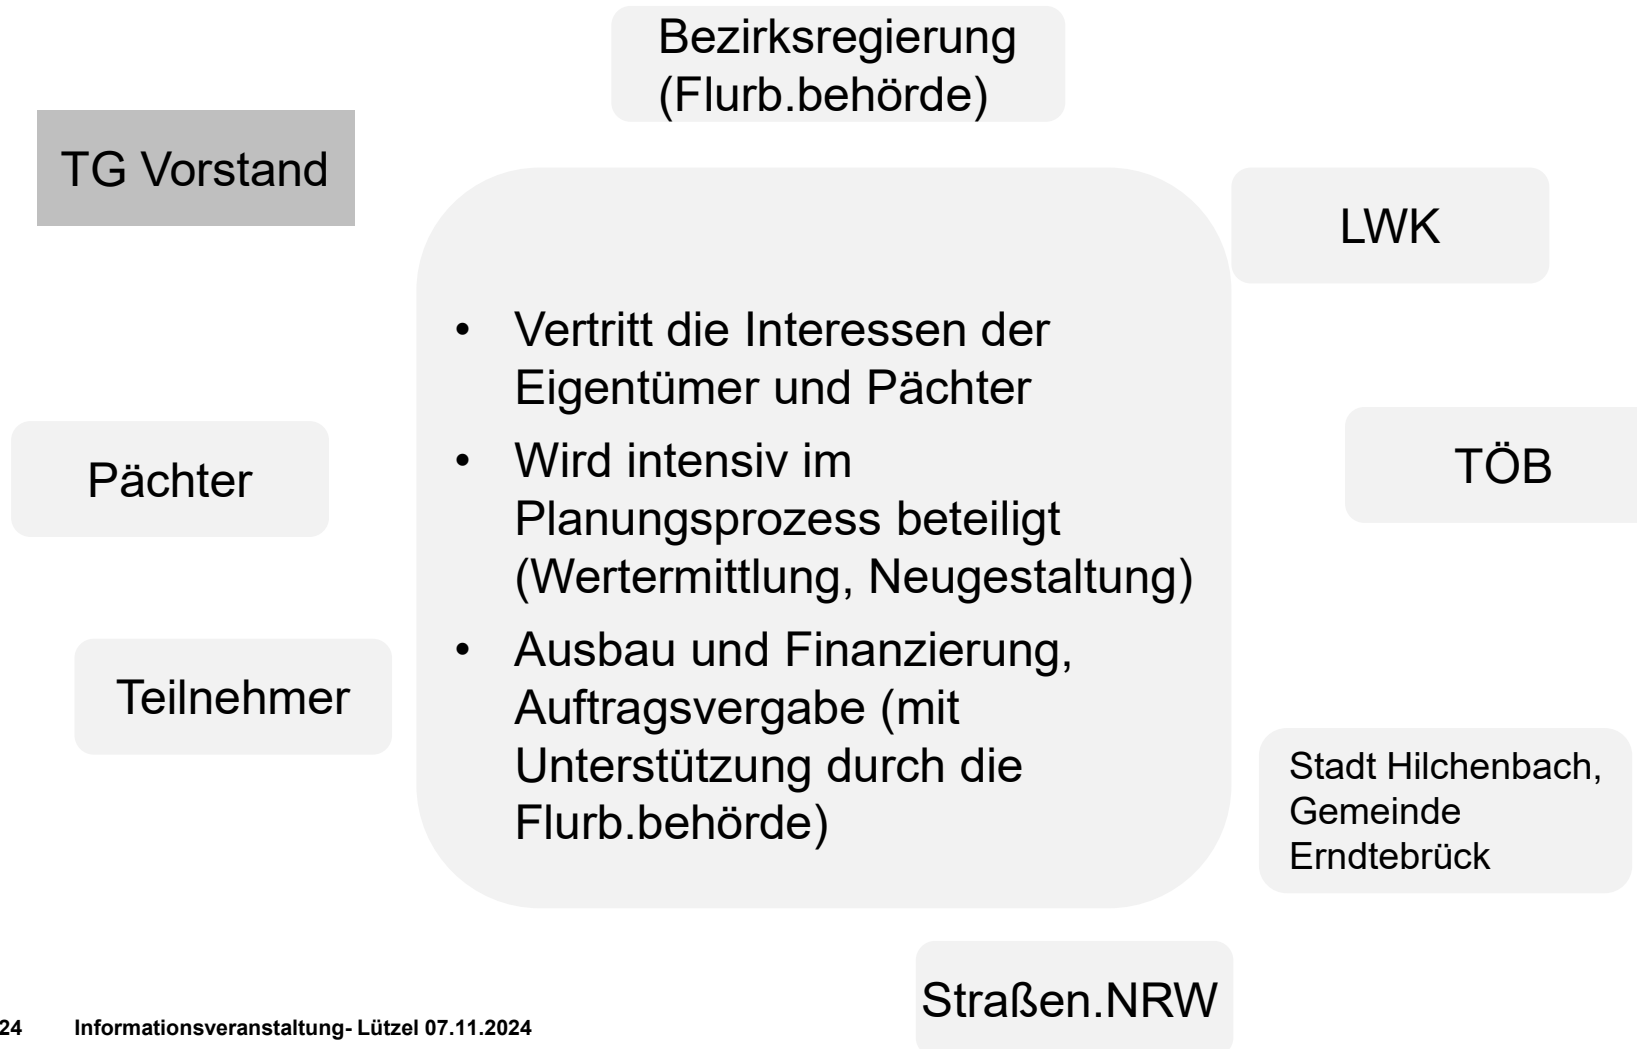 Bezirksregierung
(Flurb.behörde)
TG Vorstand
LWK
• Vertritt die Interessen der
Eigentümer und Pächter
• Wird intensiv im
Planungsprozess beteiligt
(Wertermittlung, Neugestaltung)
• Ausbau und Finanzierung,
Auftragsvergabe (mit
Unterstützung durch die
Flurb.behörde)
Pächter
TÖB
Teilnehmer
Stadt Hilchenbach,
Gemeinde
Erndtebrück
Straßen.NRW
24 Informationsveranstaltung- Lützel 07.11.2024